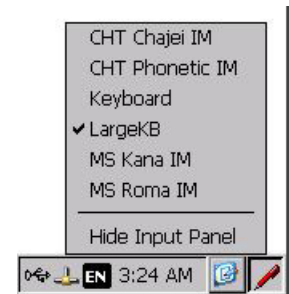 CHT Chajei IM
CHT Phonetic IM
Keyboard
LargeKB
MS Kana IM
MS Roma IM
Hide Input Panel
EN 3:24 AM